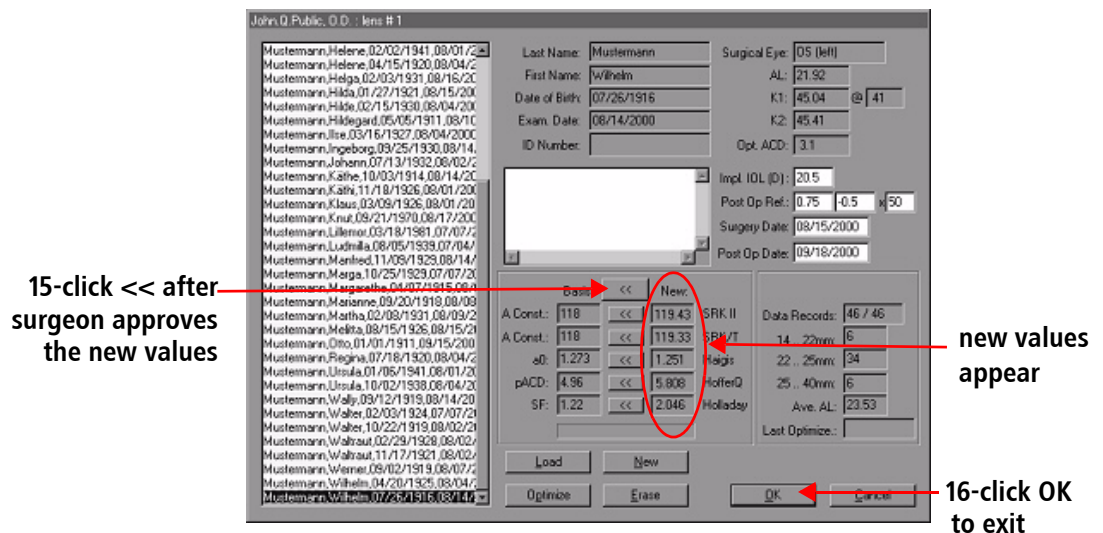 John.Q.Public, O.D. : lens # 1
Mustermann,Helene,02/02/1941,08/01/2
Mustermann,Helene,04/15/1920,08/04/2
Mustermann,Helga,02/03/1931,08/16/20
Mustermann,Hilda,01/27/1921,08/15/200
Mustermann,Hilde,02/15/1930,08/04/200
Mustermann,Hildegard,05/05/1911,08/10
Mustermann,Ilse,03/16/1927,08/04/2000
Mustermann,Ingeborg,09/25/1930,08/14.
Mustermann,Johann,07/13/1932,08/02/2
Mustermann,Käthe,10/03/1914,08/14/20
Mustermann,Käthi,11/18/1926,08/01/200
Mustermann,Klaus,03/09/1926,08/01/20
Mustermann,Knut,09/21/1970,08/17/200
Mustermann,Lillemor,03/18/1981,07/07/2
Mustermann,Ludmilla,08/05/1939,07/04/
Mustermann,Manfred,11/09/1929,08/14/
Mustermann,Marga,10/25/1929,07/07/20
Mustermann,Margarethe,04/07/1915,08/
Mustermann,Marianne,09/20/1918,08/08
Mustermann,Martha,02/08/1931,08/09/2
Mustermann,Melitta,08/15/1926,08/15/2
Mustermann,Otto,01/01/1911,09/15/200
Mustermann,Regina,07/18/1920,08/04/2
Mustermann,Ursula,01/06/1941,08/01/20
Mustermann,Ursula,10/02/1938,08/04/20
Mustermann,Wally,09/12/1919,08/14/20
Mustermann,Walter,02/03/1924,07/07/2
Mustermann,Walter,10/22/1919,08/02/2
Mustermann,Waltraut,02/29/1928,08/02/
Mustermann,Waltraut,11/17/1921,08/02/
Mustermann,Werner,09/02/1919,08/07/2
Mustermann,Wilhelm,04/20/1925,08/04/
Mustermann,Wilhelm,07/26/1916,08/14/
Last Name: Mustermann
First Name: Wilhelm
Date of Birth: 07/26/1916
Exam. Date: 08/14/2000
ID Number:
Surgical Eye: OS (left)
AL: 21.92
K1: 45.04 @ 41
K2: 45.41
Opt. ACD: 3.1
Impl. IOL (D) : 20.5
Post Op Ref.: 0.75 -0.5 x 50
Surgery Date: 08/15/2000
Post Op Date: 09/18/2000
Basis << New:
A Const.: 118 << 119.43 SRK II
A Const.: 118 << 119.33 SRK/T
a0: 1.273 << 1.251 Haigis
pACD: 4.96 << 5.808 HofferQ
SF: 1.22 << 2.046 Holladay
Data Records: 46 / 46
14 .. 22mm: 6
22 .. 25mm: 34
25 .. 40mm: 6
Ave. AL: 23.53
Last Optimize.:
Load New
Optimize Erase OK Cancel
15-click << after
surgeon approves
the new values
new values
appear
16-click OK
to exit